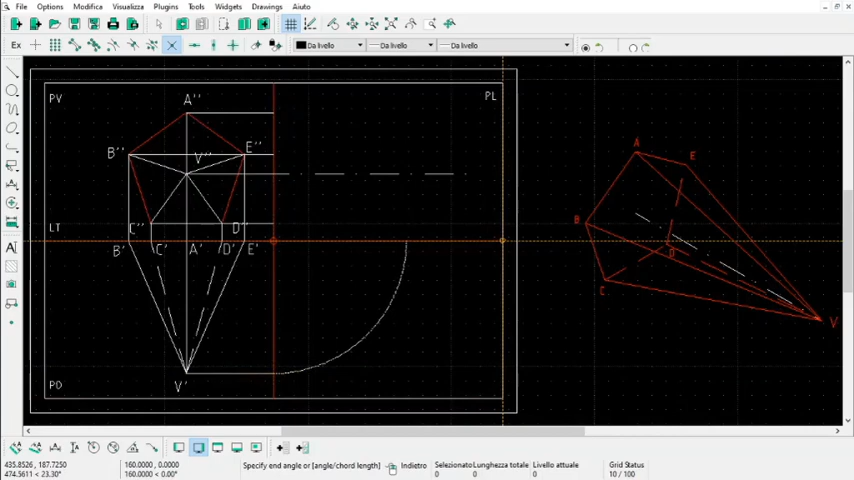 File Options Modifica Visualizza Plugins Tools Widgets Drawings Aiuto
Ex Da livello Da livello Da livello
PV PL
A''
B'' E''
V''
LT C'' D''
B' C' A' D' E'
PO
V'
A
E
B
D
C
V
435.8526, 187.7250 160.0000, 0.0000 Specify end angle or [angle/chord length] Indietro Selezionato Lunghezza totale Livello attuale Grid Status
474.5611 < 23.30° 160.0000 < 0.00° 0 0 0 10 / 100